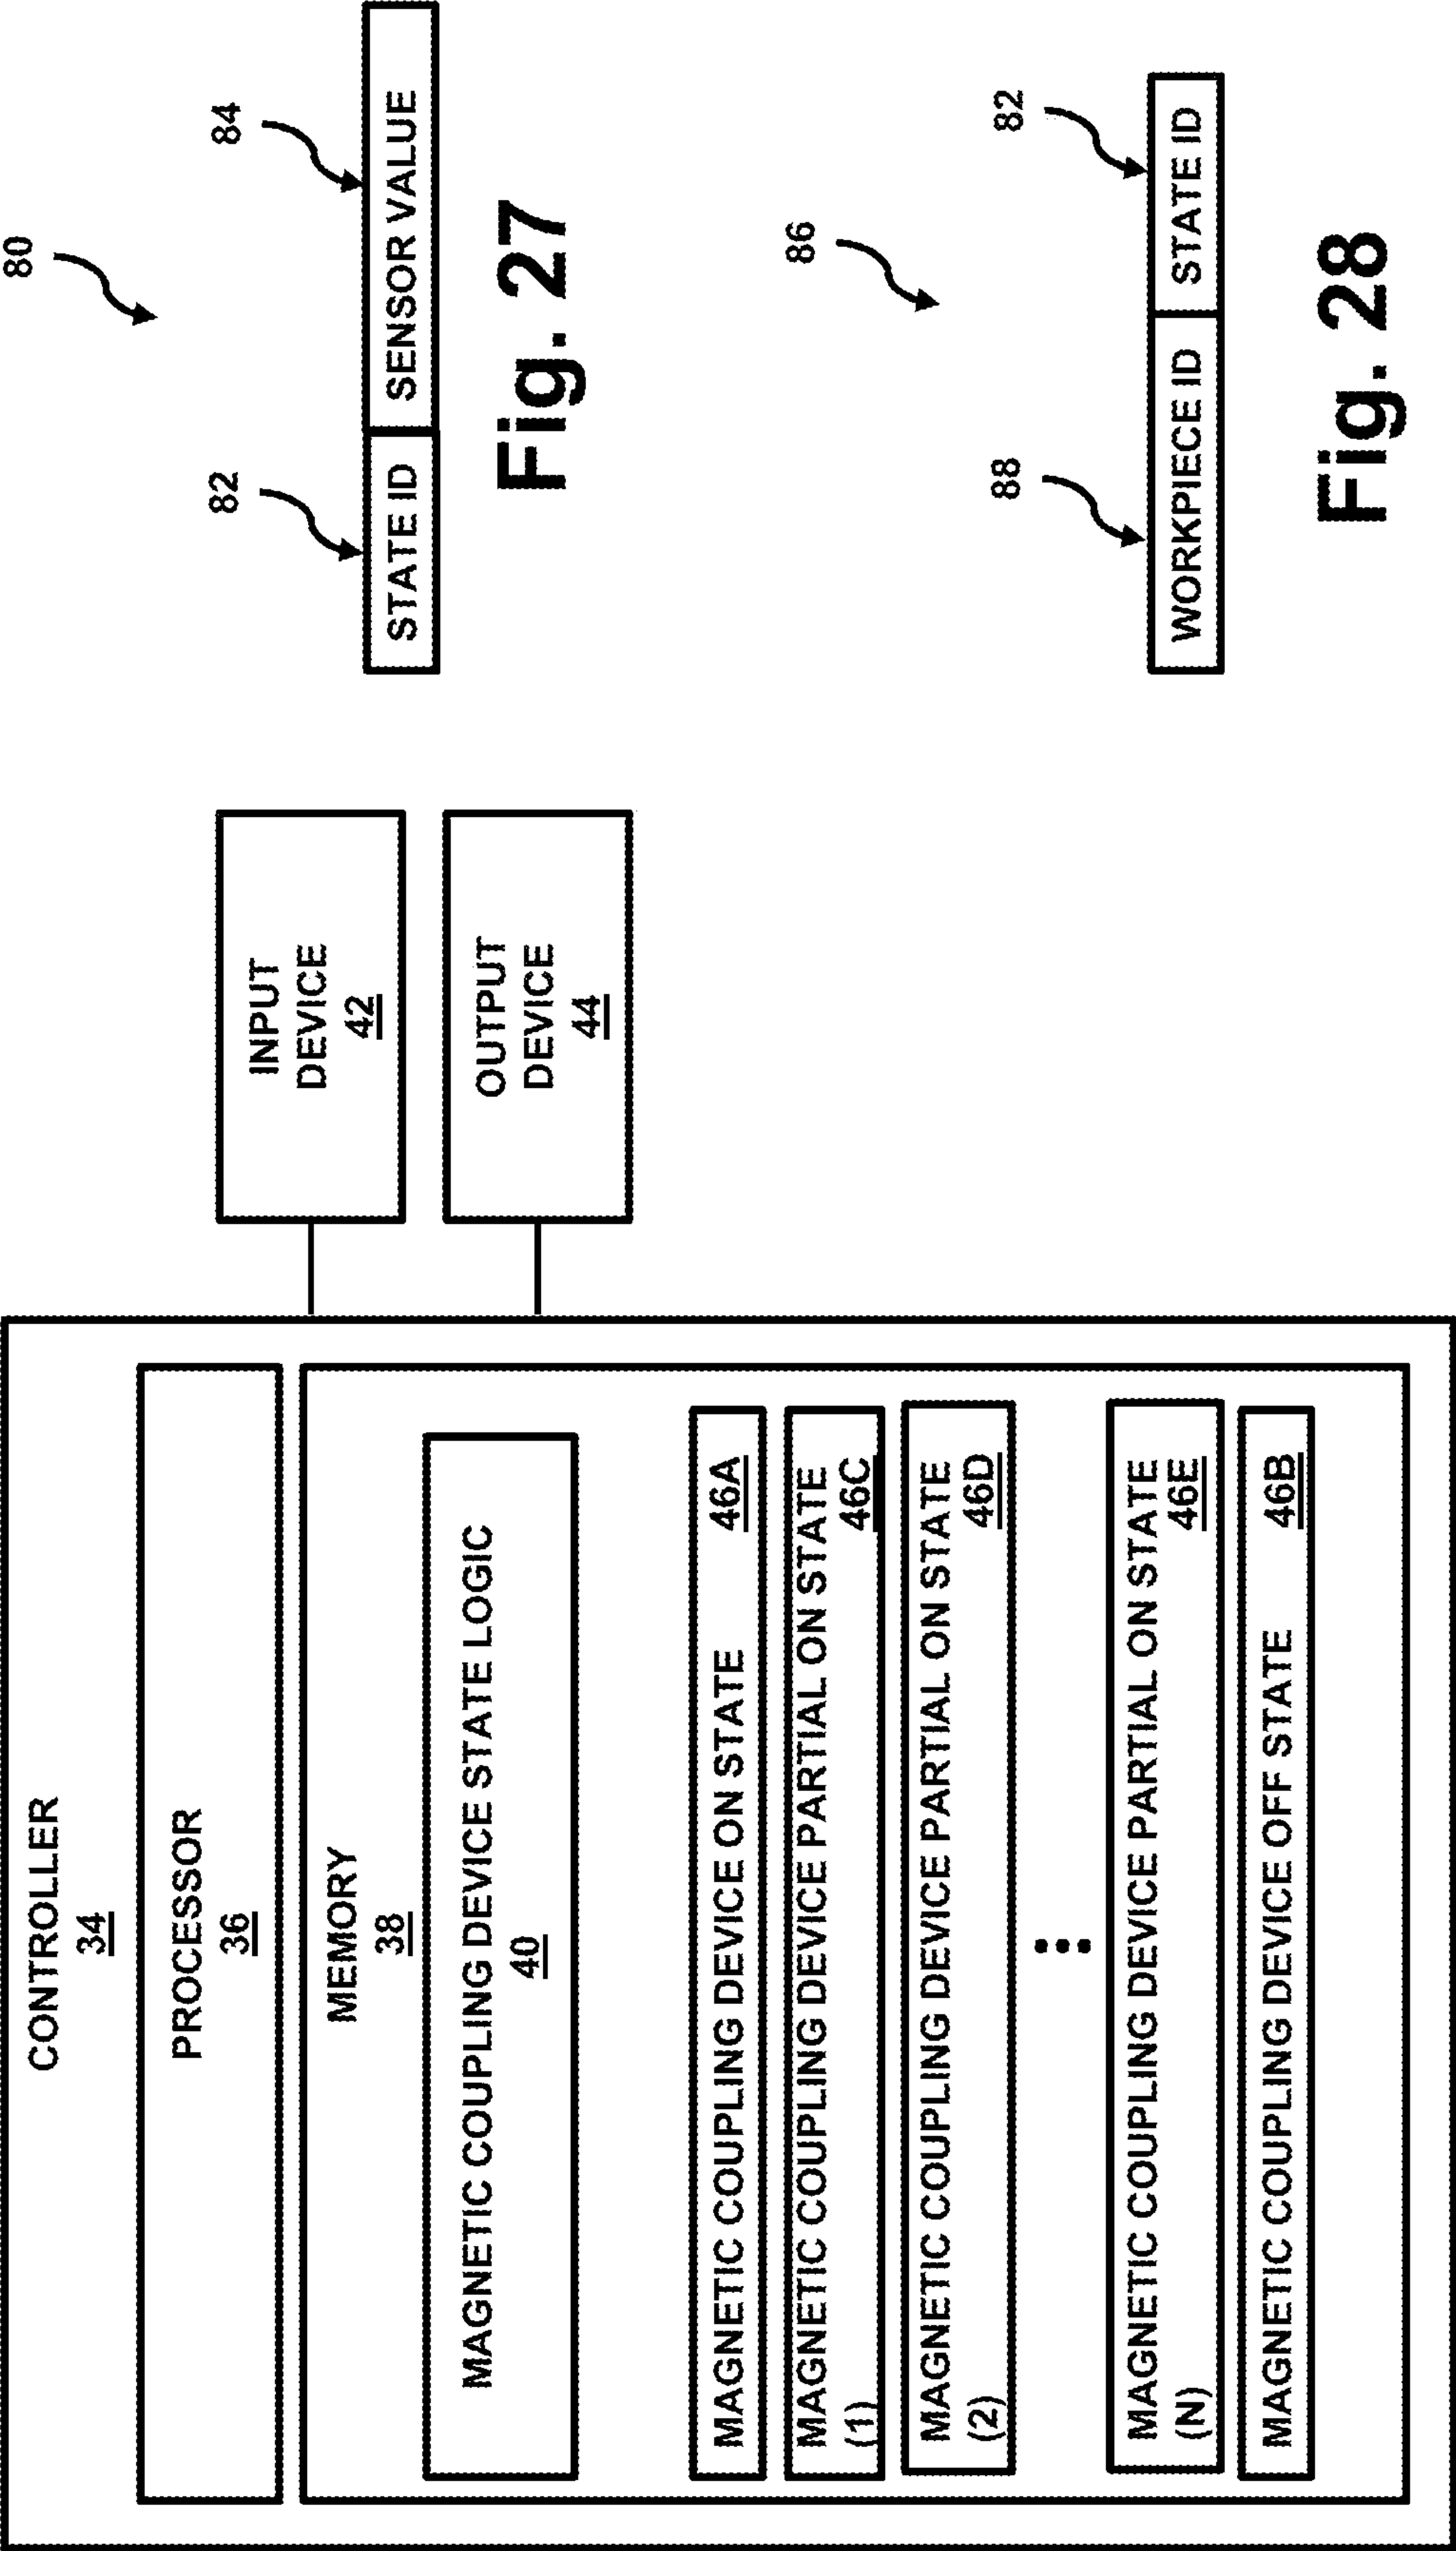 CONTROLLER
34
PROCESSOR
36
MEMORY
38
MAGNETIC COUPLING DEVICE STATE LOGIC
40
MAGNETIC COUPLING DEVICE ON STATE 46A
MAGNETIC COUPLING DEVICE PARTIAL ON STATE
(1) 46C
MAGNETIC COUPLING DEVICE PARTIAL ON STATE
(2) 46D
MAGNETIC COUPLING DEVICE PARTIAL ON STATE
(N) 46E
MAGNETIC COUPLING DEVICE OFF STATE 46B
INPUT
DEVICE
42
OUTPUT
DEVICE
44
80
82
84
STATE ID SENSOR VALUE
Fig. 27
86
88
82
WORKPIECE ID STATE ID
Fig. 28